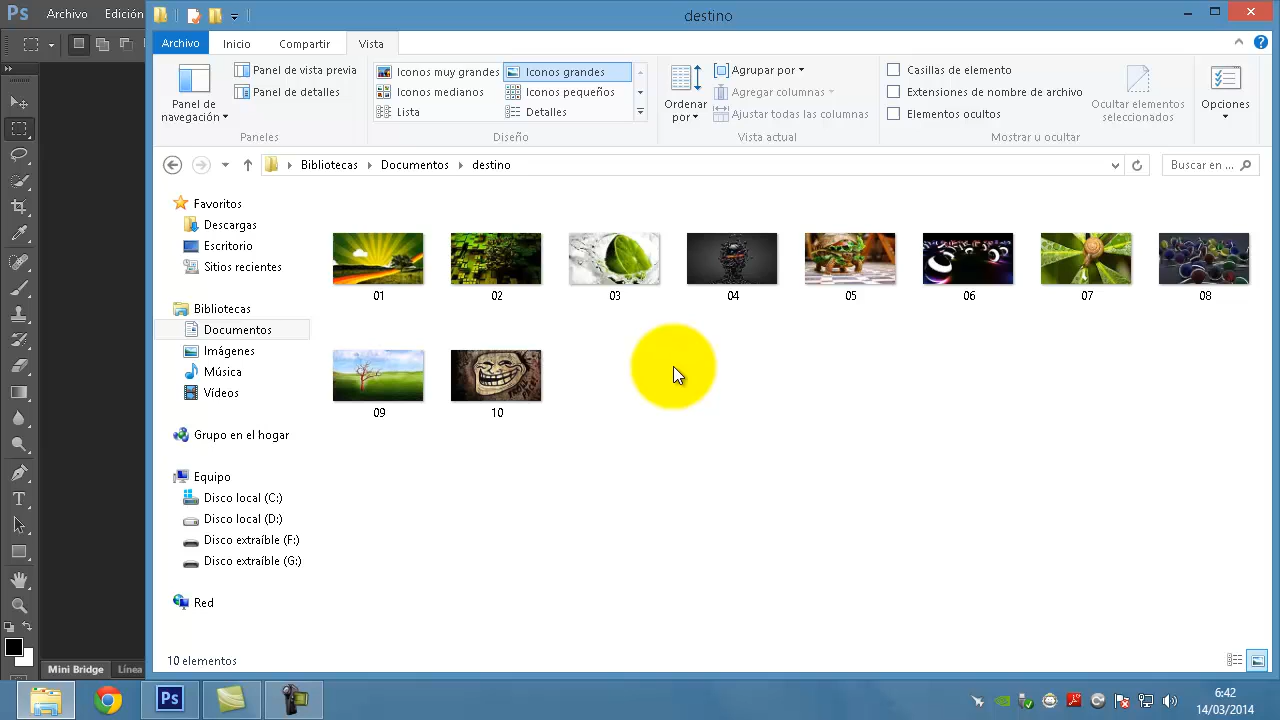 Ps Archivo Edición
destino
Archivo Inicio Compartir Vista
Panel de navegación
Panel de vista previa
Panel de detalles
Paneles
Iconos muy grandes Iconos grandes
Iconos medianos Iconos pequeños
Lista Detalles
Diseño
Ordenar por
Agrupar por
Agregar columnas
Ajustar todas las columnas
Vista actual
Casillas de elemento
Extensiones de nombre de archivo
Elementos ocultos
Ocultar elementos seleccionados
Mostrar u ocultar
Opciones
Bibliotecas Documentos destino
Buscar en ...
Favoritos
Descargas
Escritorio
Sitios recientes
Bibliotecas
Documentos
Imágenes
Música
Vídeos
Grupo en el hogar
Equipo
Disco local (C:)
Disco local (D:)
Disco extraíble (F:)
Disco extraíble (G:)
Red
01 02 03 04 05 06 07 08
09 10
10 elementos
Mini Bridge Línea
Ps
6:42
14/03/2014